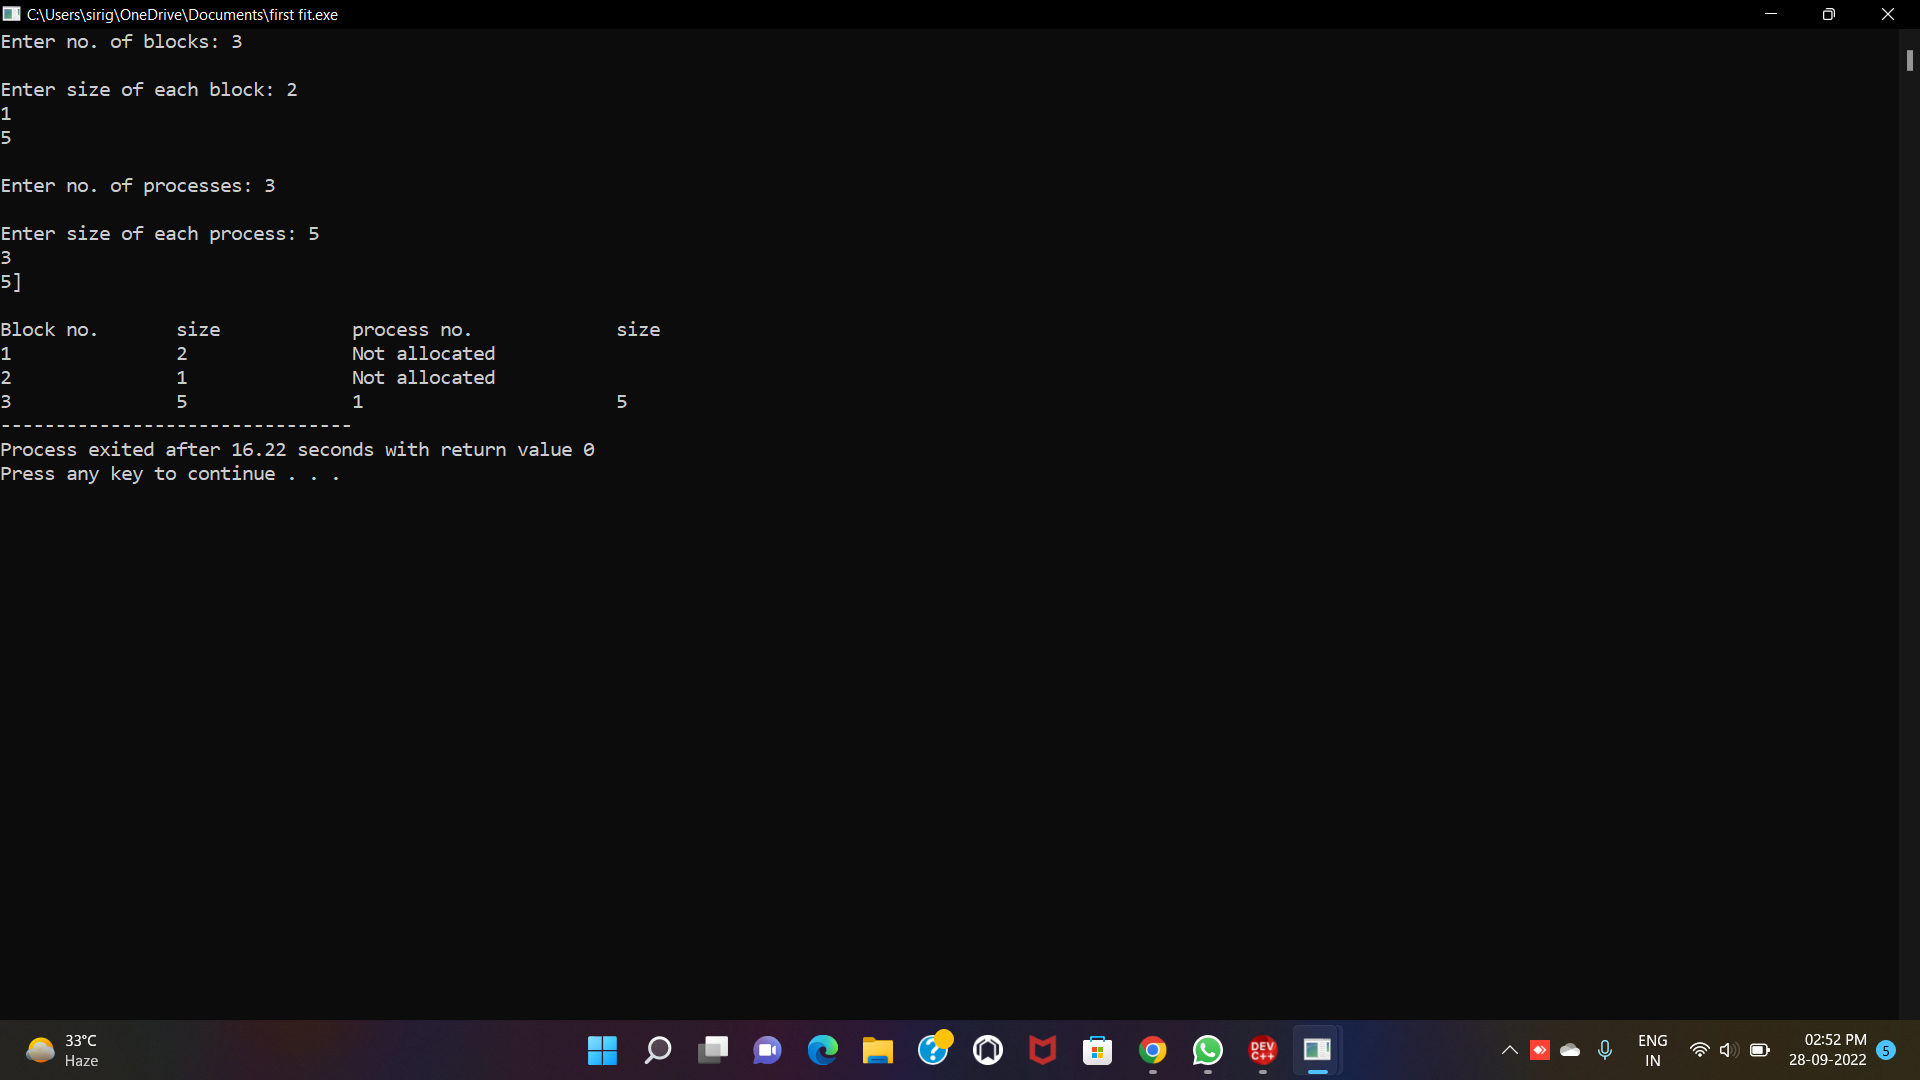 C:\Users\sirig\OneDrive\Documents\first fit.exe
Enter no. of blocks: 3
Enter size of each block: 2
1
5
Enter no. of processes: 3
Enter size of each process: 5
3
5]
Block no. size process no. size
1 2 Not allocated
2 1 Not allocated
3 5 1 5
--------------------------------
Process exited after 16.22 seconds with return value 0
Press any key to continue . . .
33°C
Haze
DEV
C++
ENG
IN
02:52 PM
28-09-2022
5